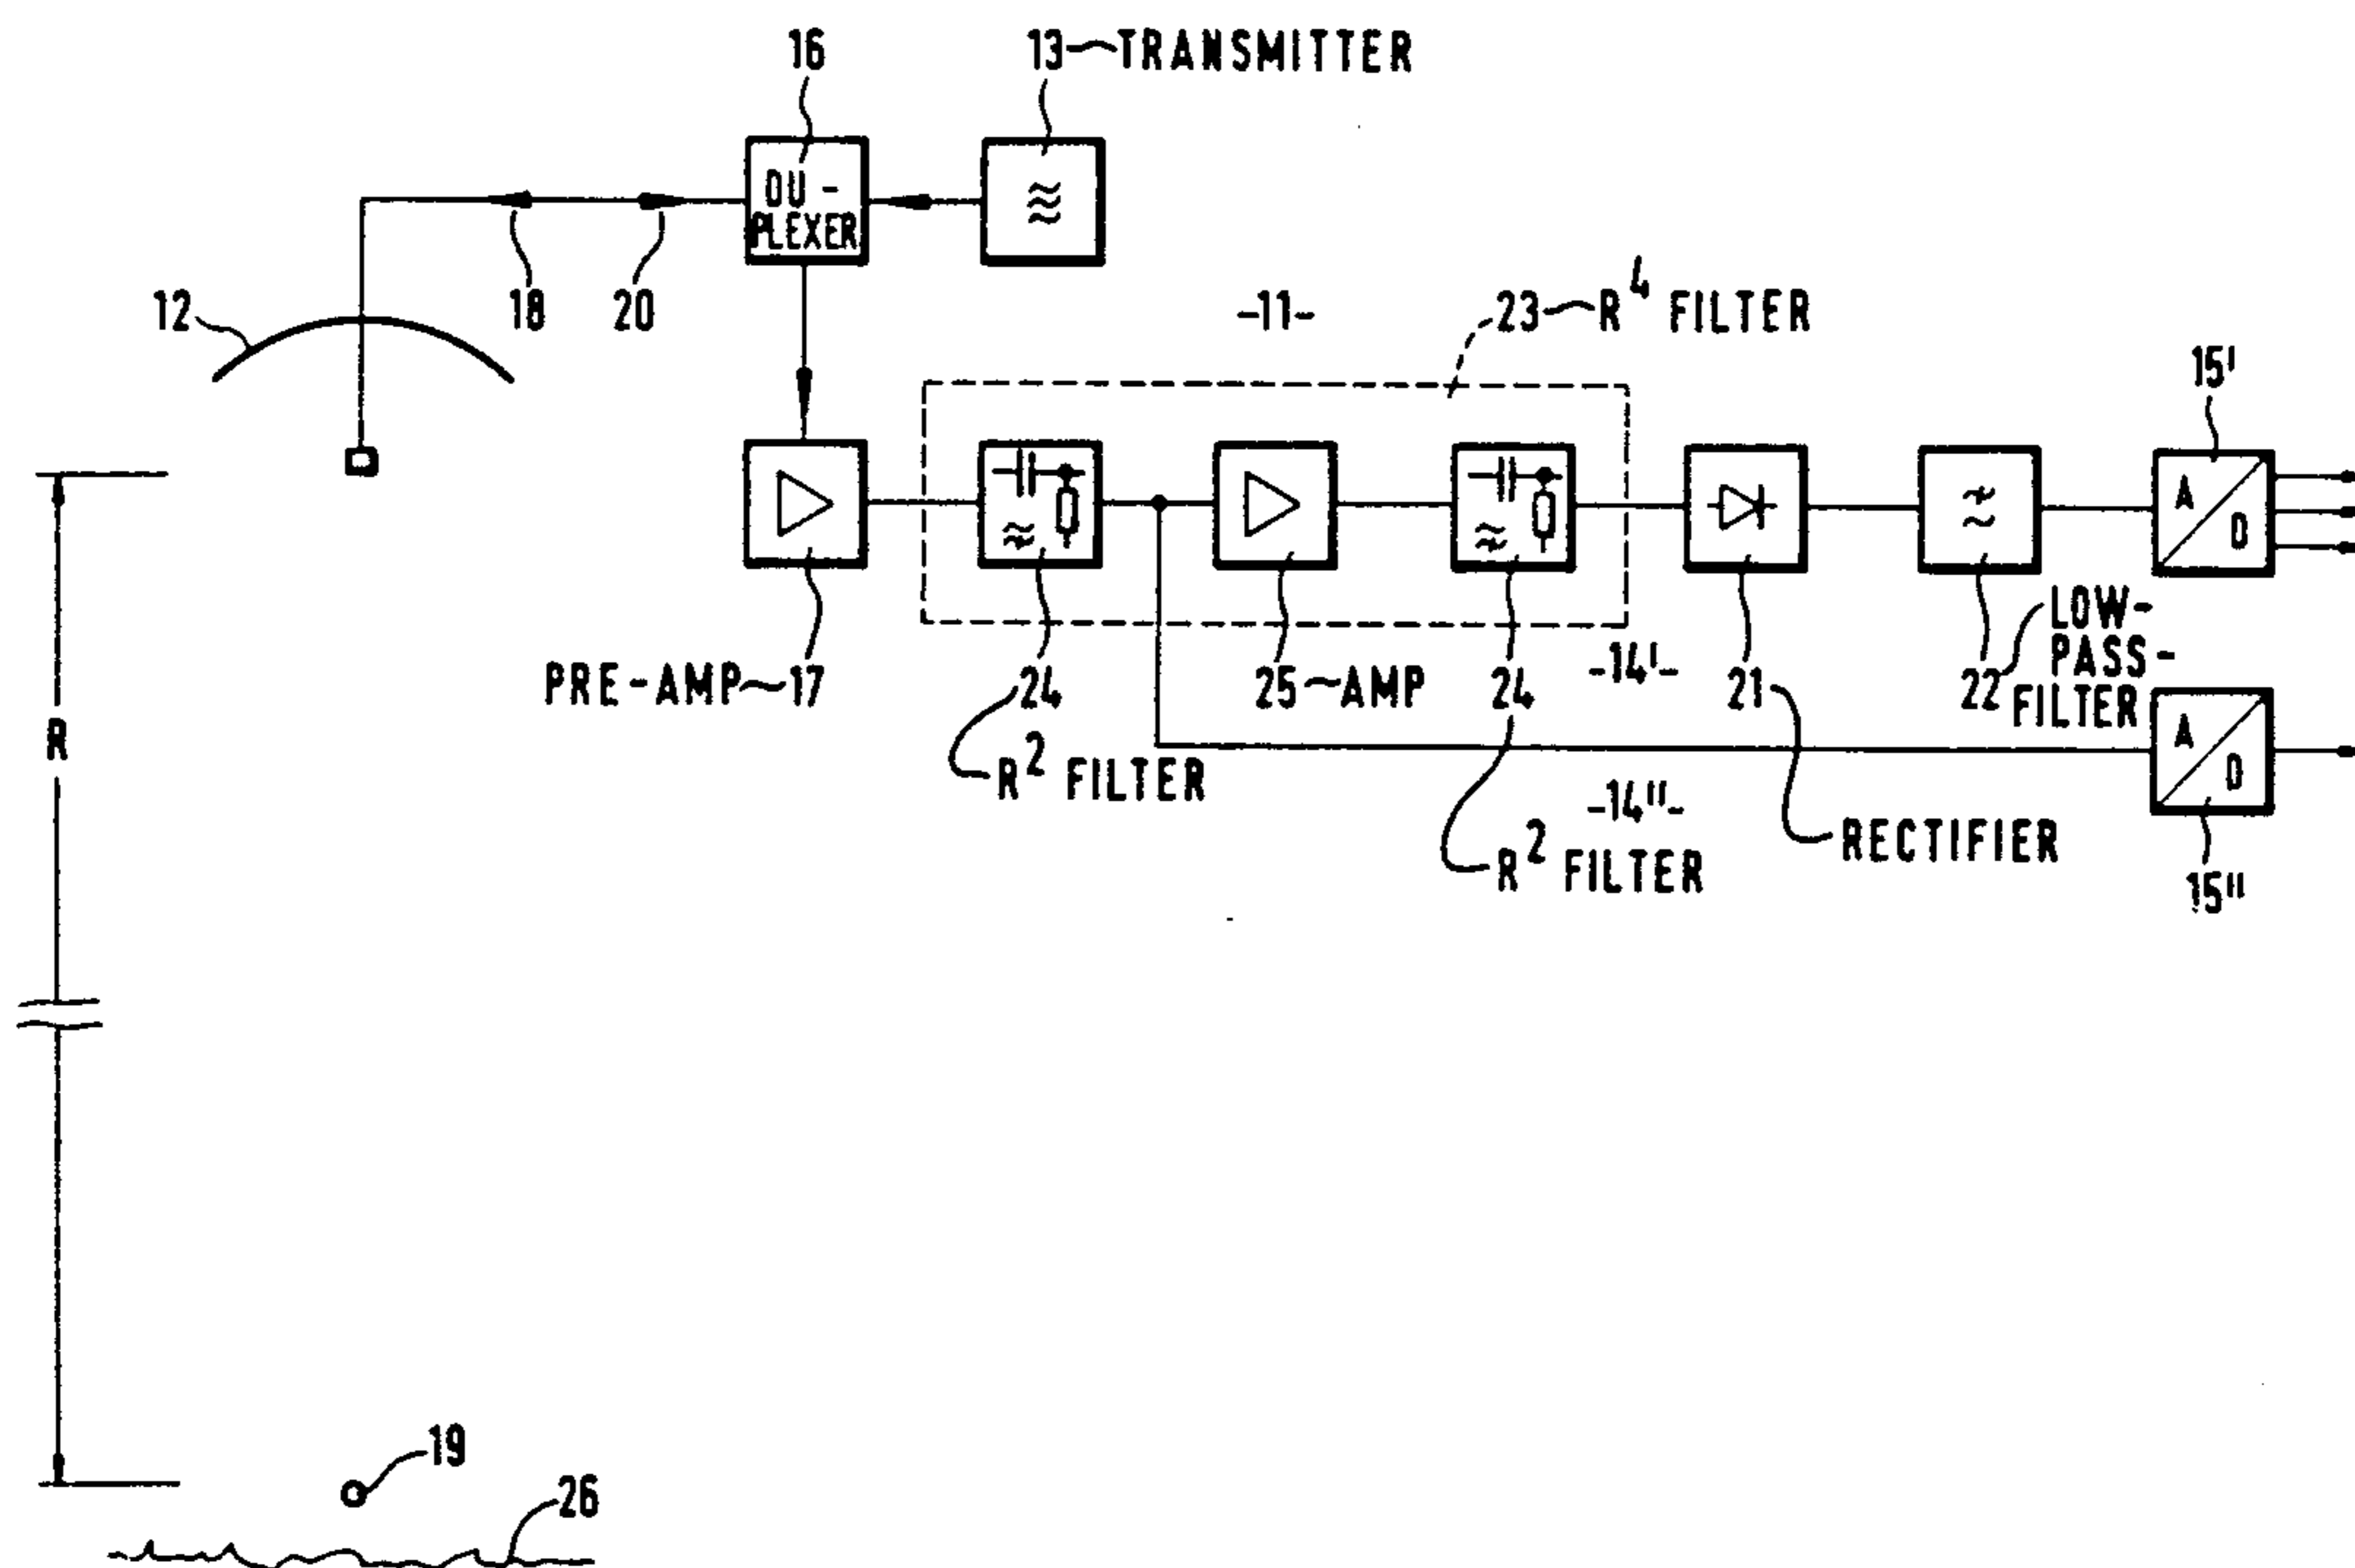 16
13 TRANSMITTER
DU-
PLEXER
12
18
20
-11-
23 R⁴ FILTER
15'
A
D
LOW-
PASS-
FILTER
PRE-AMP 17
24
25 AMP
24
-14'-
21
22
R² FILTER
A
D
R
-14"-
R² FILTER
RECTIFIER
15"
19
26